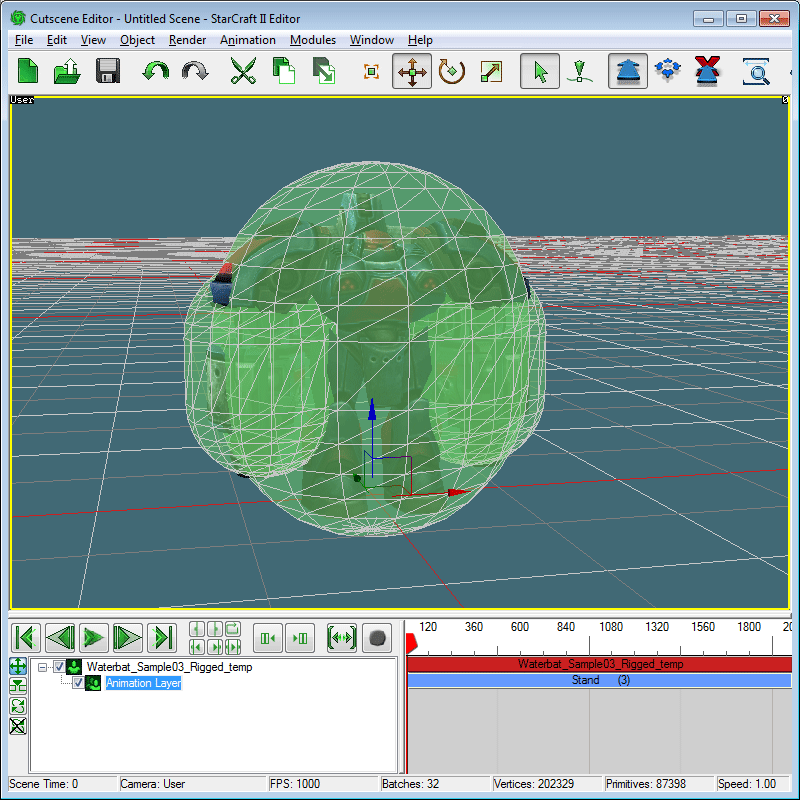 Cutscene Editor - Untitled Scene - StarCraft II Editor
File Edit View Object Render Animation Modules Window Help
User 0
120 360 600 840 1080 1320 1560 1800
Waterbat_Sample03_Rigged_temp
Waterbat_Sample03_Rigged_temp
Animation Layer
Stand (3)
Scene Time: 0 Camera: User FPS: 1000 Batches: 32 Vertices: 202329 Primitives: 87398 Speed: 1.00